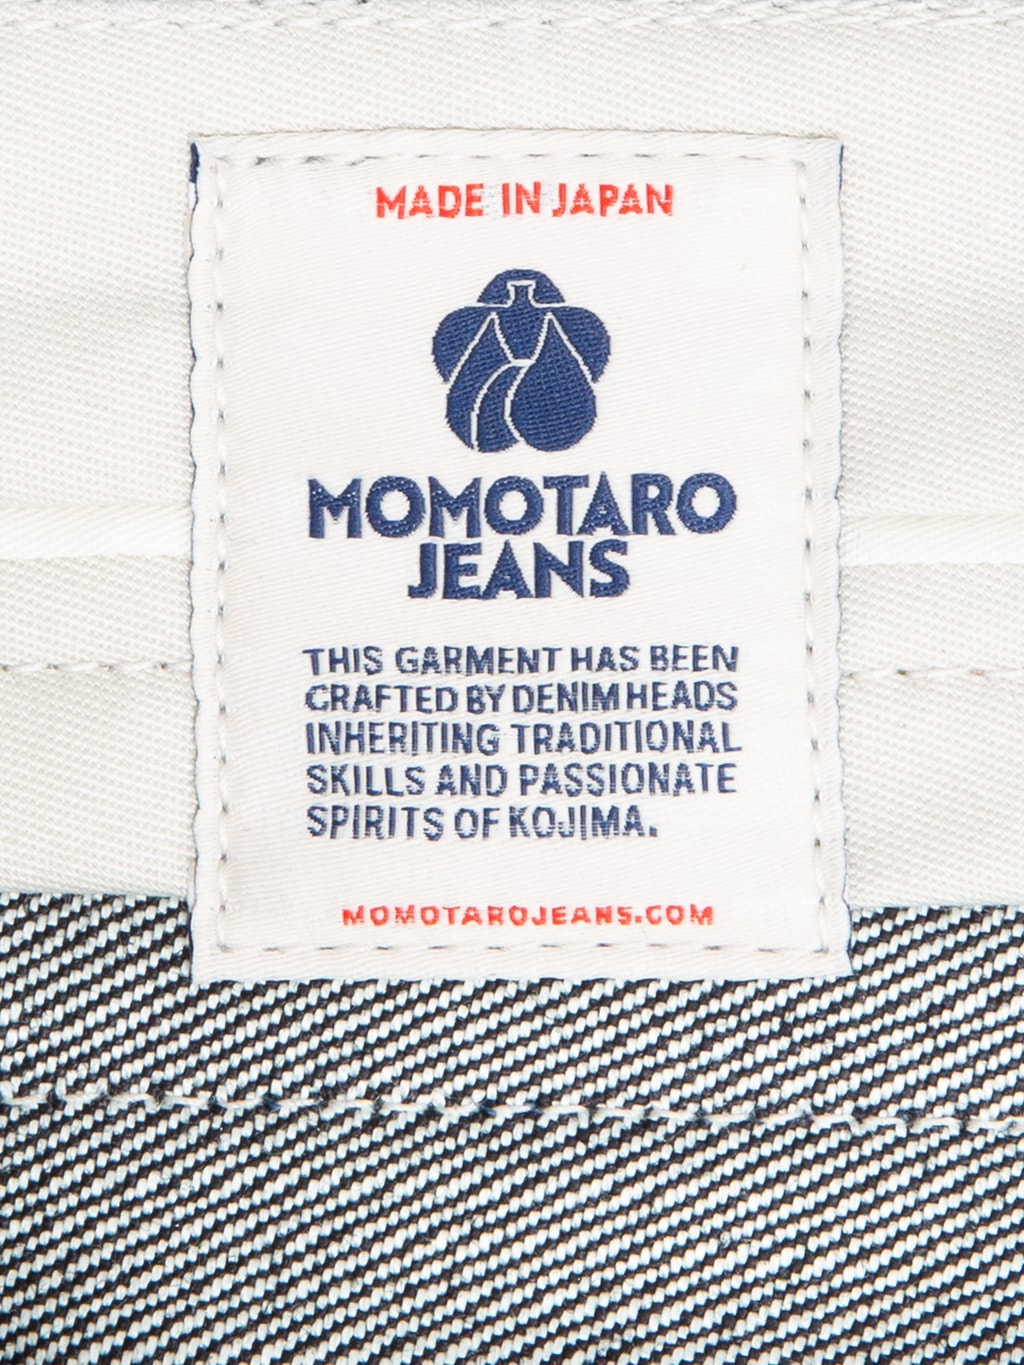 MADE IN JAPAN
MOMOTARO
JEANS
THIS GARMENT HAS BEEN
CRAFTED BY DENIM HEADS
INHERITING TRADITIONAL
SKILLS AND PASSIONATE
SPIRITS OF KOJIMA.
MOMOTAROJEANS.COM